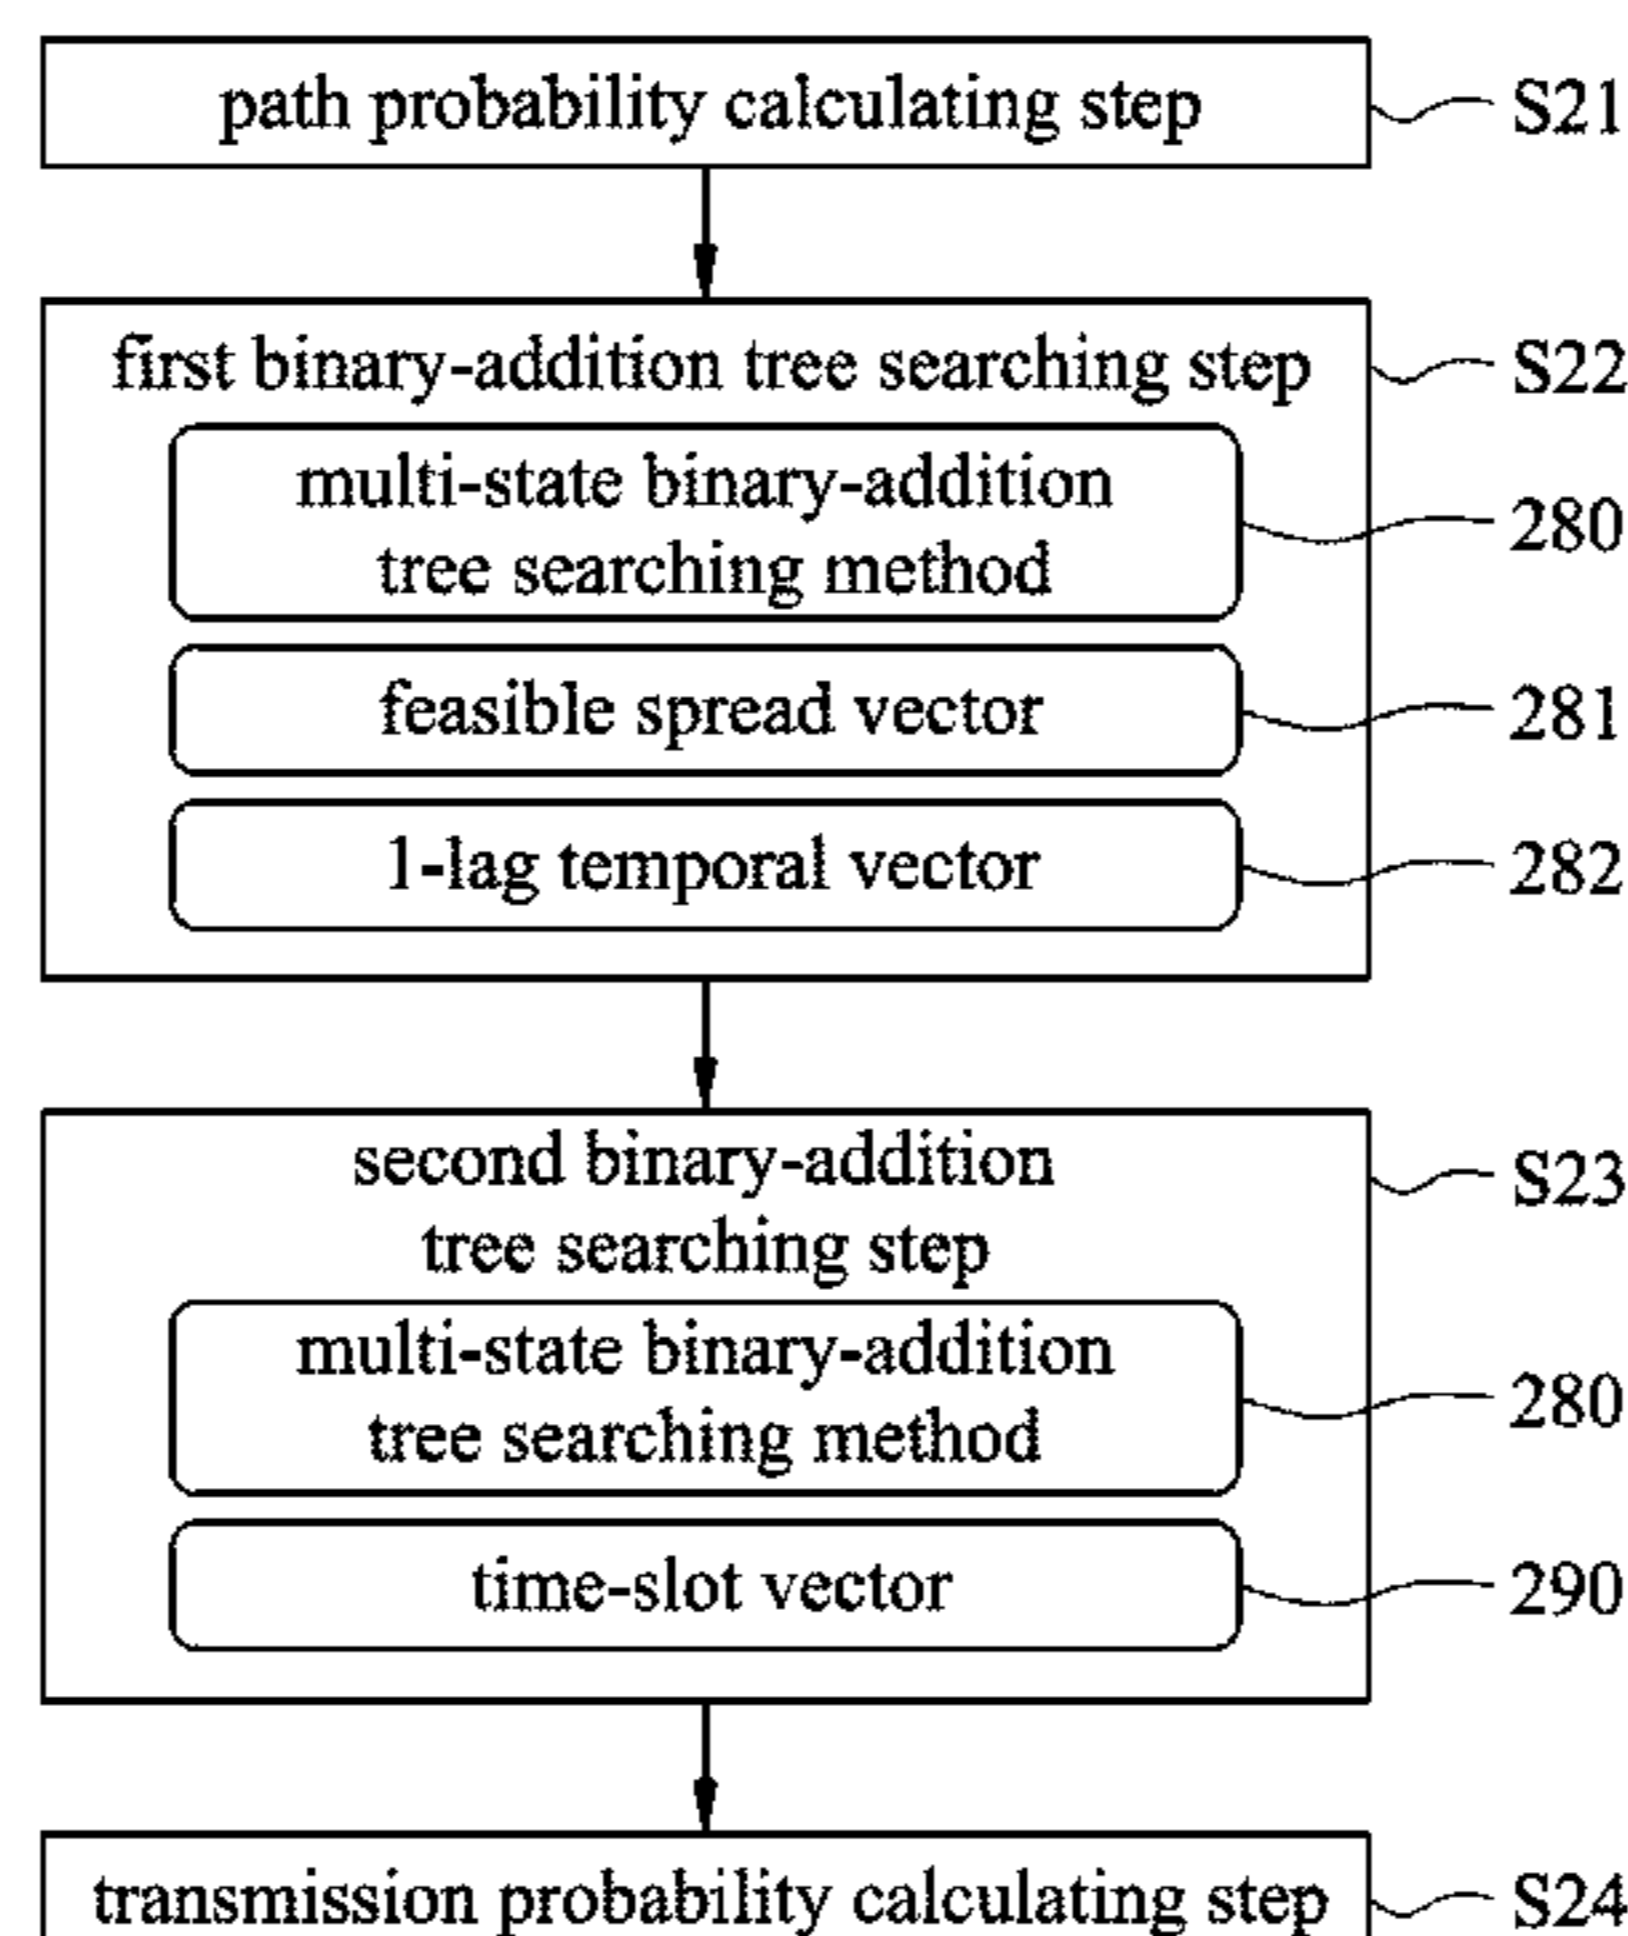 path probability calculating step
S21
first binary-addition tree searching step
S22
multi-state binary-addition
tree searching method
280
feasible spread vector
281
1-lag temporal vector
282
second binary-addition
tree searching step
S23
multi-state binary-addition
tree searching method
280
time-slot vector
290
transmission probability calculating step
S24